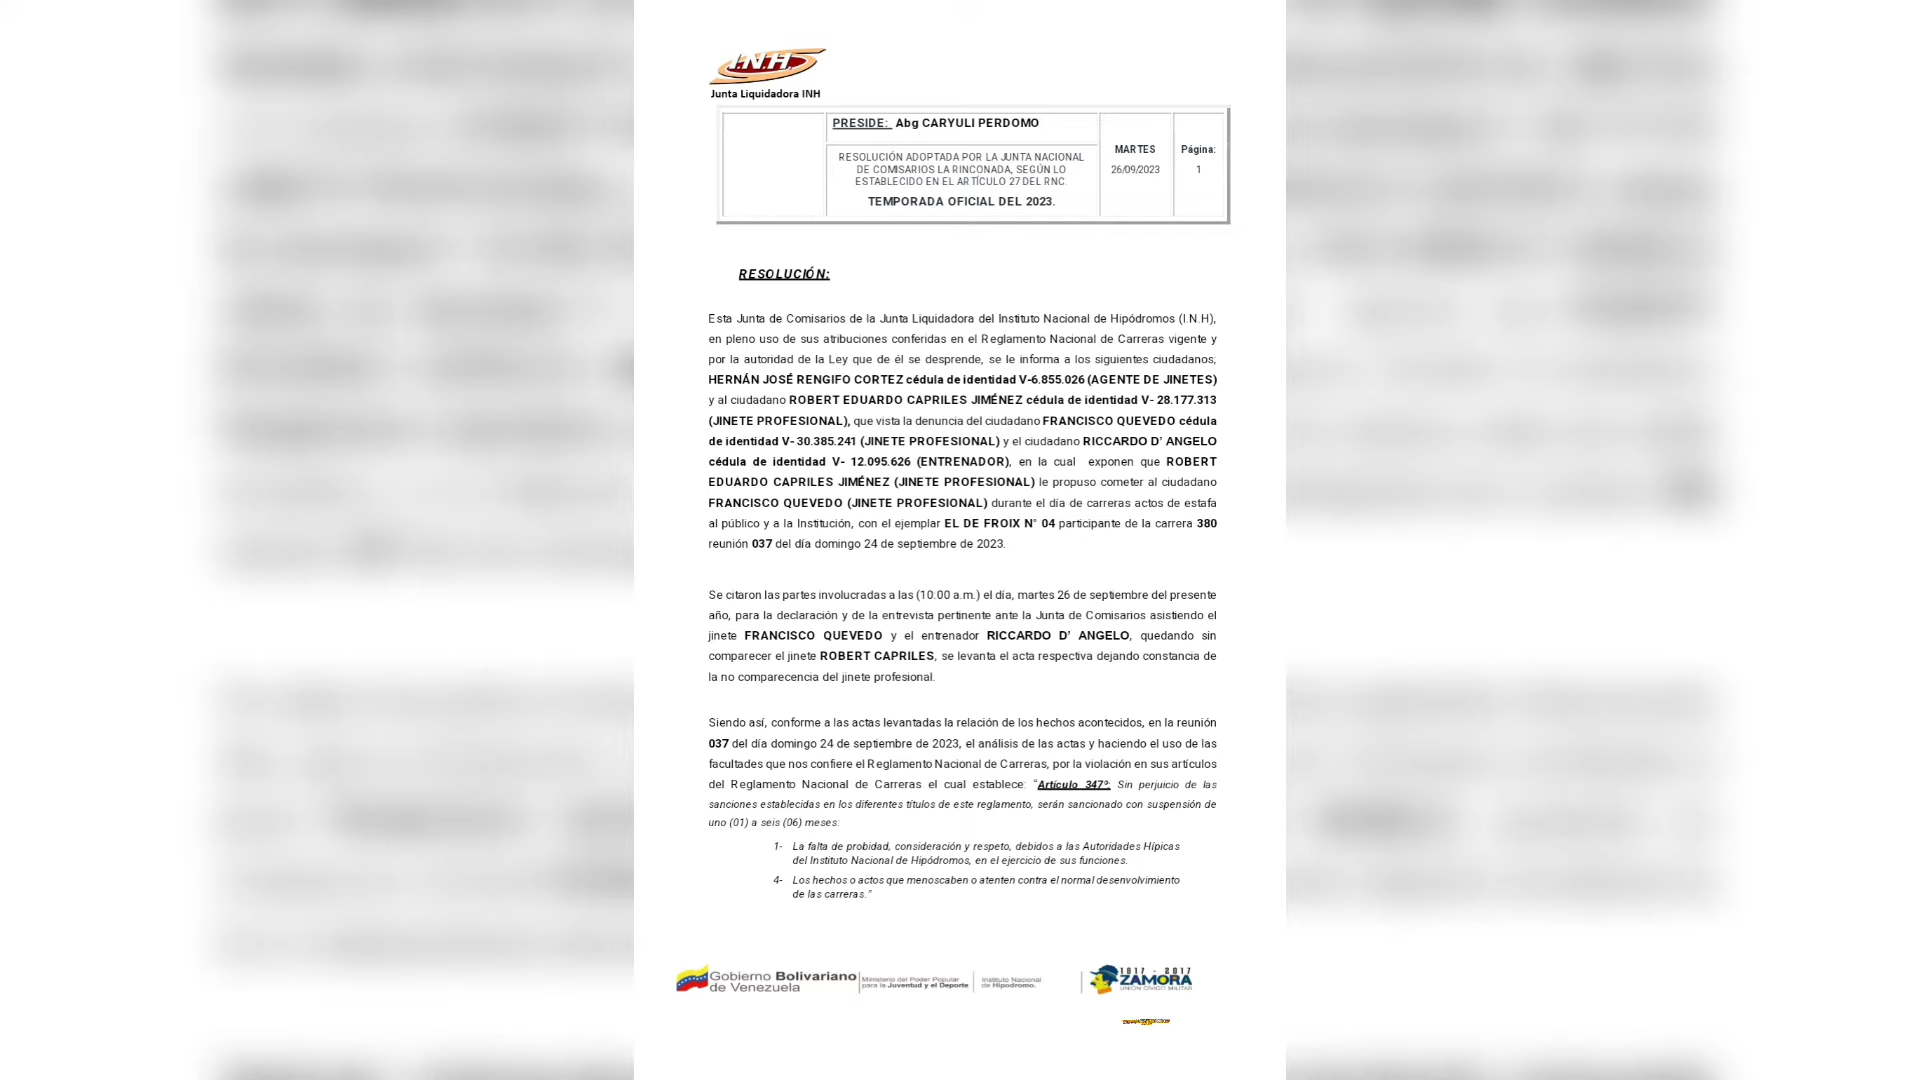 I.N.H.
Junta Liquidadora INH
PRESIDE: Abg CARYULI PERDOMO
RESOLUCIÓN ADOPTADA POR LA JUNTA NACIONAL
DE COMISARIOS LA RINCONADA, SEGÚN LO
ESTABLECIDO EN EL ARTÍCULO 27 DEL RNC.
TEMPORADA OFICIAL DEL 2023.
MARTES
26/09/2023
Página:
1
RESOLUCIÓN:
Esta Junta de Comisarios de la Junta Liquidadora del Instituto Nacional de Hipódromos (I.N.H),
en pleno uso de sus atribuciones conferidas en el Reglamento Nacional de Carreras vigente y
por la autoridad de la Ley que de él se desprende, se le informa a los siguientes ciudadanos;
HERNÁN JOSÉ RENGIFO CORTEZ cédula de identidad V-6.855.026 (AGENTE DE JINETES)
y al ciudadano ROBERT EDUARDO CAPRILES JIMÉNEZ cédula de identidad V- 28.177.313
(JINETE PROFESIONAL), que vista la denuncia del ciudadano FRANCISCO QUEVEDO cédula
de identidad V- 30.385.241 (JINETE PROFESIONAL) y el ciudadano RICCARDO D' ANGELO
cédula de identidad V- 12.095.626 (ENTRENADOR), en la cual exponen que ROBERT
EDUARDO CAPRILES JIMÉNEZ (JINETE PROFESIONAL) le propuso cometer al ciudadano
FRANCISCO QUEVEDO (JINETE PROFESIONAL) durante el día de carreras actos de estafa
al público y a la Institución, con el ejemplar EL DE FROIX N° 04 participante de la carrera 380
reunión 037 del día domingo 24 de septiembre de 2023.
Se citaron las partes involucradas a las (10:00 a.m.) el día, martes 26 de septiembre del presente
año, para la declaración y de la entrevista pertinente ante la Junta de Comisarios asistiendo el
jinete FRANCISCO QUEVEDO y el entrenador RICCARDO D' ANGELO, quedando sin
comparecer el jinete ROBERT CAPRILES, se levanta el acta respectiva dejando constancia de
la no comparecencia del jinete profesional.
Siendo así, conforme a las actas levantadas la relación de los hechos acontecidos, en la reunión
037 del día domingo 24 de septiembre de 2023, el análisis de las actas y haciendo el uso de las
facultades que nos confiere el Reglamento Nacional de Carreras, por la violación en sus artículos
del Reglamento Nacional de Carreras el cual establece: "Artículo 347º: Sin perjuicio de las
sanciones establecidas en los diferentes títulos de este reglamento, serán sancionado con suspensión de
uno (01) a seis (06) meses:
1- La falta de probidad, consideración y respeto, debidos a las Autoridades Hípicas
del Instituto Nacional de Hipódromos, en el ejercicio de sus funciones.
4- Los hechos o actos que menoscaben o atenten contra el normal desenvolvimiento
de las carreras."
Gobierno Bolivariano
de Venezuela
Ministerio del Poder Popular
para la Juventud y el Deporte
Instituto Nacional
de Hipodromo.
1817 - 2017
ZAMORA
UNIÓN CÍVICO MILITAR